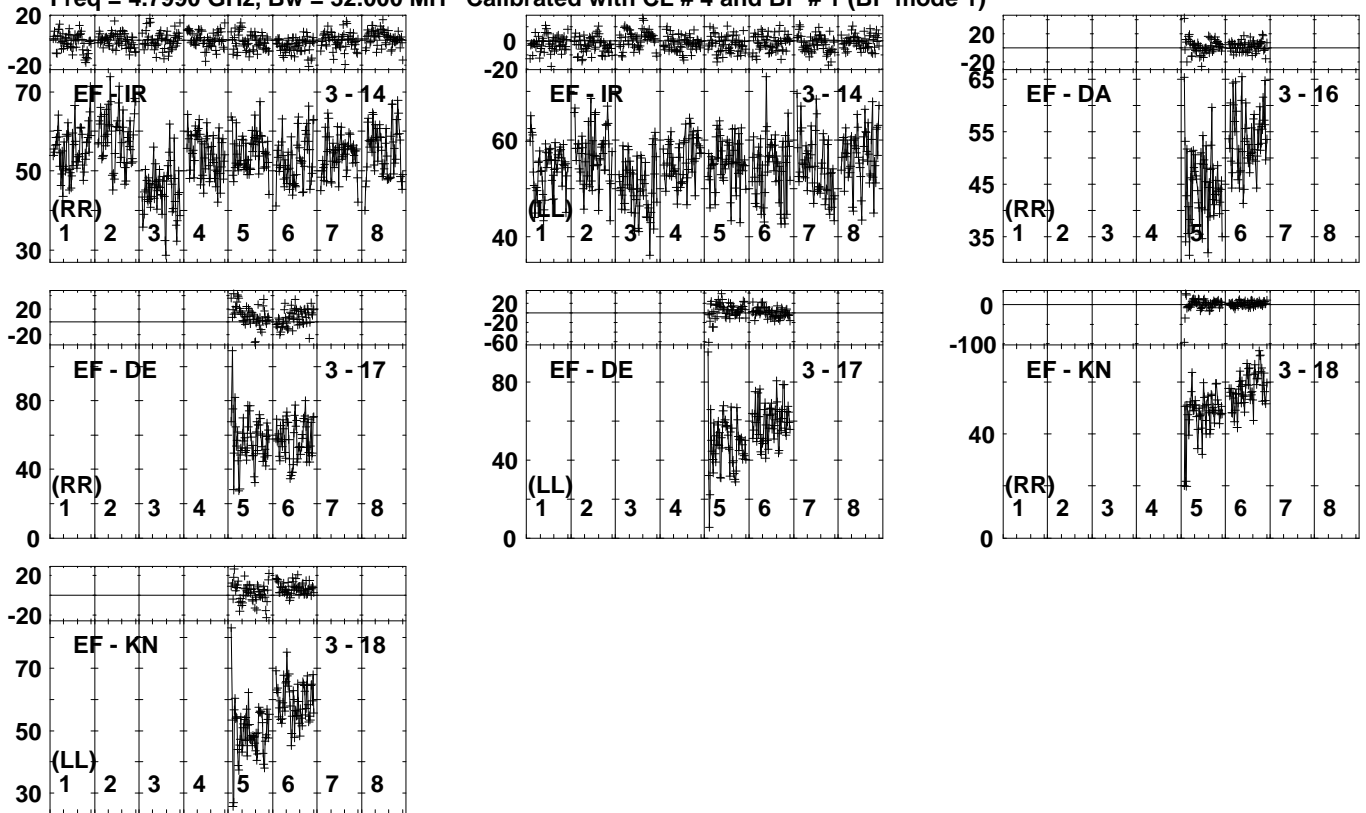 Freq = 4.7990 GHz, Bw = 32.000 MH Calibrated with CL # 4 and BP # 1 (BP mode 1)
20
-20
70
50
30
EF - IR 3 - 14
(RR)
1 2 3 4 5 6 7 8
0
-20
60
40
EF - IR 3 - 14
(LL)
1 2 3 4 5 6 7 8
20
-20
65
55
45
35
EF - DA 3 - 16
(RR)
1 2 3 4 5 6 7 8
20
-20
80
40
0
EF - DE 3 - 17
(RR)
1 2 3 4 5 6 7 8
20
-20
-60
80
40
0
EF - DE 3 - 17
(LL)
1 2 3 4 5 6 7 8
0
-100
40
0
EF - KN 3 - 18
(RR)
1 2 3 4 5 6 7 8
20
-20
70
50
30
EF - KN 3 - 18
(LL)
1 2 3 4 5 6 7 8